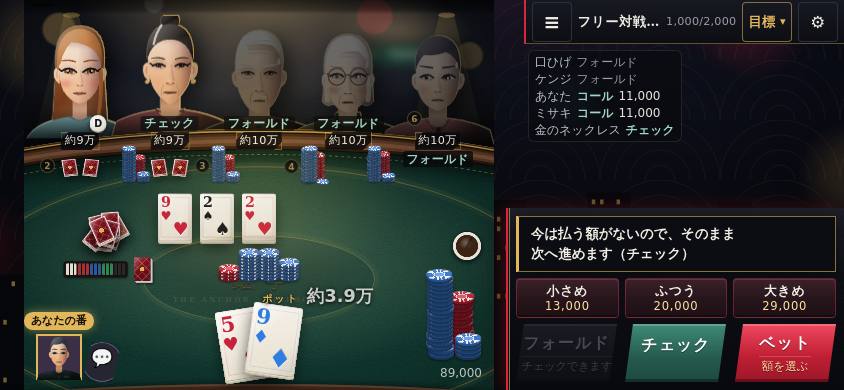 フリー対戦…
1,000/2,000
目標 ▾
口ひげ フォールド
ケンジ フォールド
あなた コール 11,000
ミサキ コール 11,000
金のネックレス チェック
D
チェック
フォールド
フォールド
6
約9万
約9万
約10万
約10万
約10万
フォールド
2
3
4
9
2
2
THE ANCHOR
ポット 約3.9万
あなたの番
5
9
89,000
今は払う額がないので、そのまま
次へ進めます（チェック）
小さめ
13,000
ふつう
20,000
大きめ
29,000
フォールド
チェックできます
チェック
ベット
額を選ぶ